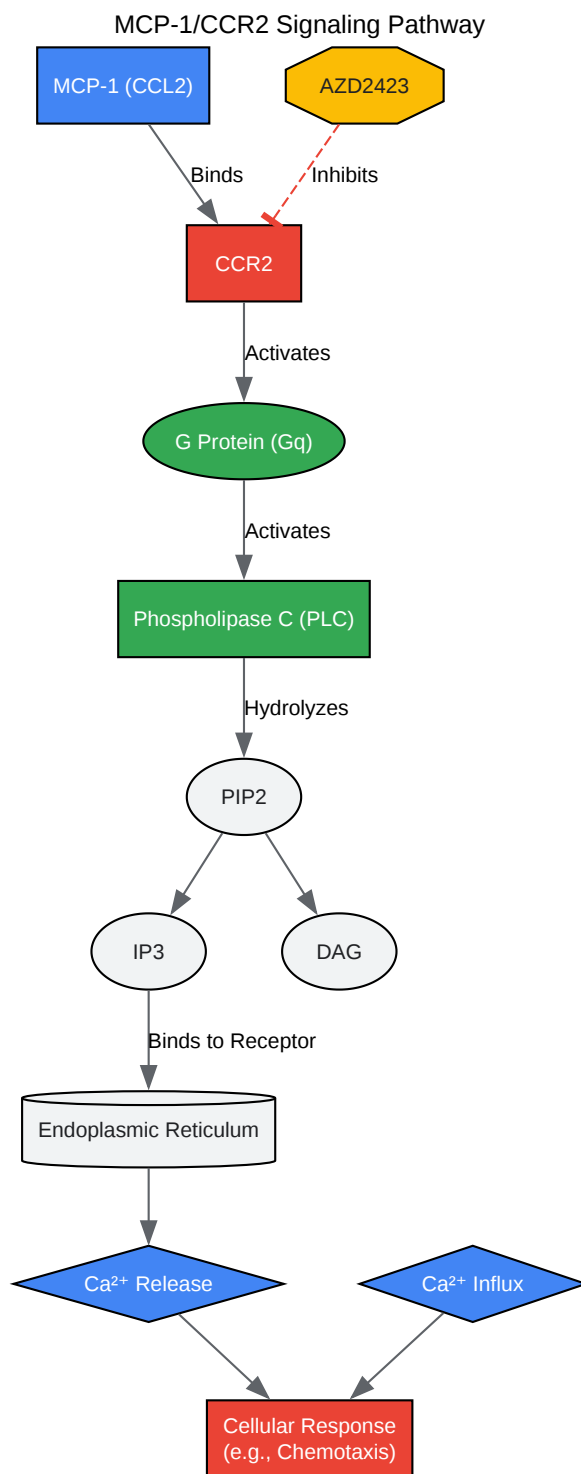 MCP-1/CCR2 Signaling Pathway
MCP-1 (CCL2)
AZD2423
Binds
Inhibits
CCR2
Activates
G Protein (Gq)
Activates
Phospholipase C (PLC)
Hydrolyzes
PIP2
IP3
DAG
Binds to Receptor
Endoplasmic Reticulum
Ca²⁺ Release
Ca²⁺ Influx
Cellular Response
(e.g., Chemotaxis)